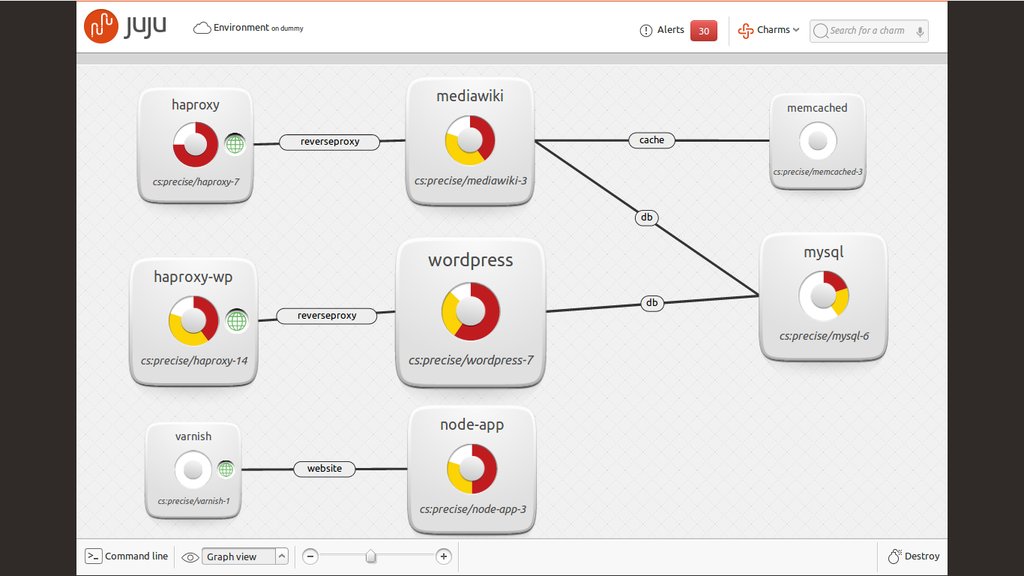 juju
Environment on dummy
Alerts 30
Charms
Search for a charm
haproxy
cs:precise/haproxy-7
reverseproxy
mediawiki
cs:precise/mediawiki-3
cache
memcached
cs:precise/memcached-3
db
haproxy-wp
cs:precise/haproxy-14
reverseproxy
wordpress
cs:precise/wordpress-7
db
mysql
cs:precise/mysql-6
varnish
cs:precise/varnish-1
website
node-app
cs:precise/node-app-3
>_ Command line
Graph view
Destroy